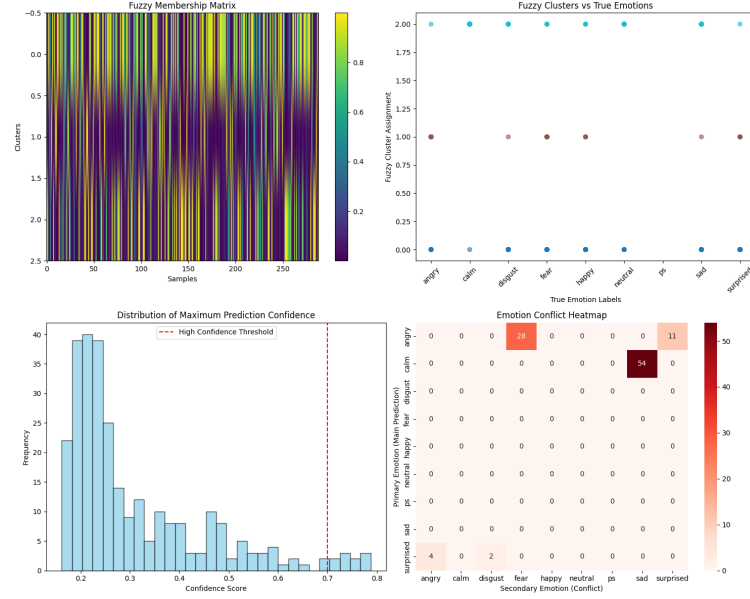 Fuzzy Membership Matrix
−0.5
0.0
0.5
1.0
1.5
2.0
2.5
Clusters
0
50
100
150
200
250
Samples
0.8
0.6
0.4
0.2
Fuzzy Clusters vs True Emotions
2.00
1.75
1.50
1.25
1.00
0.75
0.50
0.25
0.00
Fuzzy Cluster Assignment
angry
calm
disgust
fear
happy
neutral
ps
sad
surprised
True Emotion Labels
Distribution of Maximum Prediction Confidence
High Confidence Threshold
40
35
30
25
20
15
10
5
0
Frequency
0.2
0.3
0.4
0.5
0.6
0.7
0.8
Confidence Score
Emotion Conflict Heatmap
Primary Emotion (Main Prediction)
angry 0 0 0 28 0 0 0 0 11
calm 0 0 0 0 0 0 0 54 0
disgust 0 0 0 0 0 0 0 0 0
fear 0 0 0 0 0 0 0 0 0
happy 0 0 0 0 0 0 0 0 0
neutral 0 0 0 0 0 0 0 0 0
ps 0 0 0 0 0 0 0 0 0
sad 0 0 0 0 0 0 0 0 0
surprised 4 0 2 0 0 0 0 0 0
angry calm disgust fear happy neutral ps sad surprised
Secondary Emotion (Conflict)
50
40
30
20
10
0